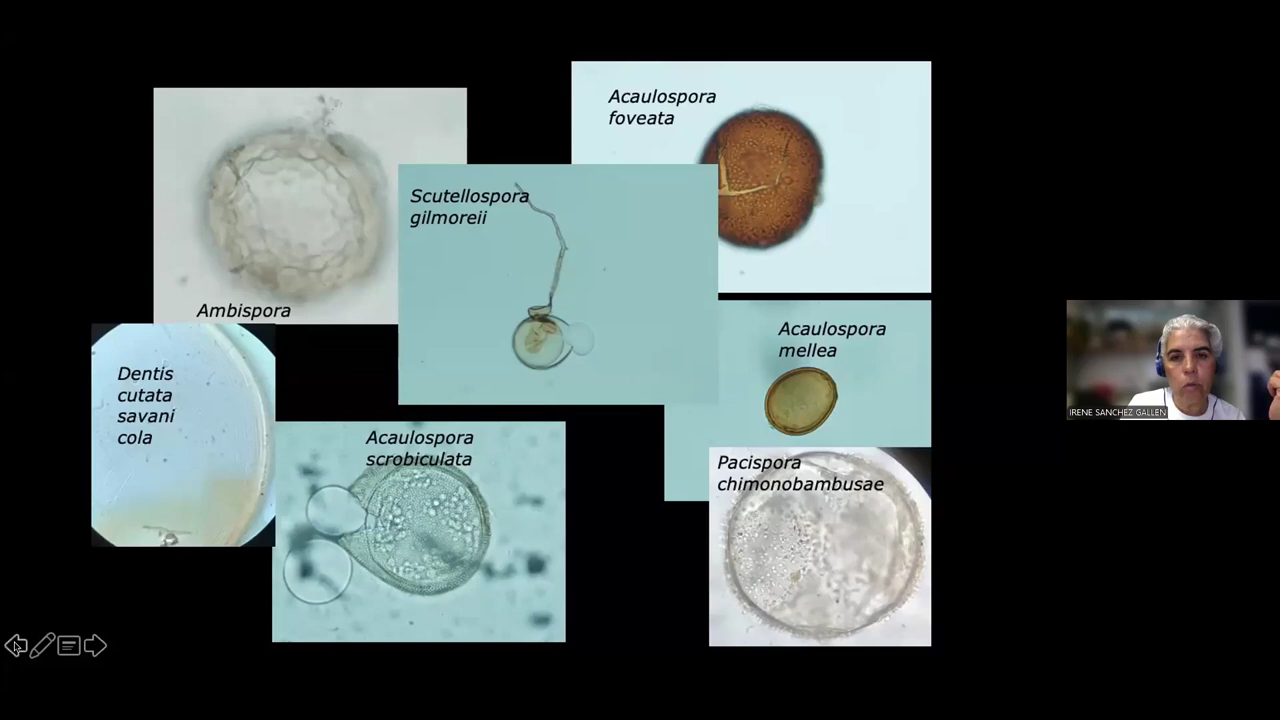 Acaulospora
foveata
Scutellospora
gilmoreii
Ambispora
Acaulospora
mellea
Dentis
cutata
savani
cola
Acaulospora
scrobiculata
Pacispora
chimonobambusae
IRENE SANCHEZ GALLEN